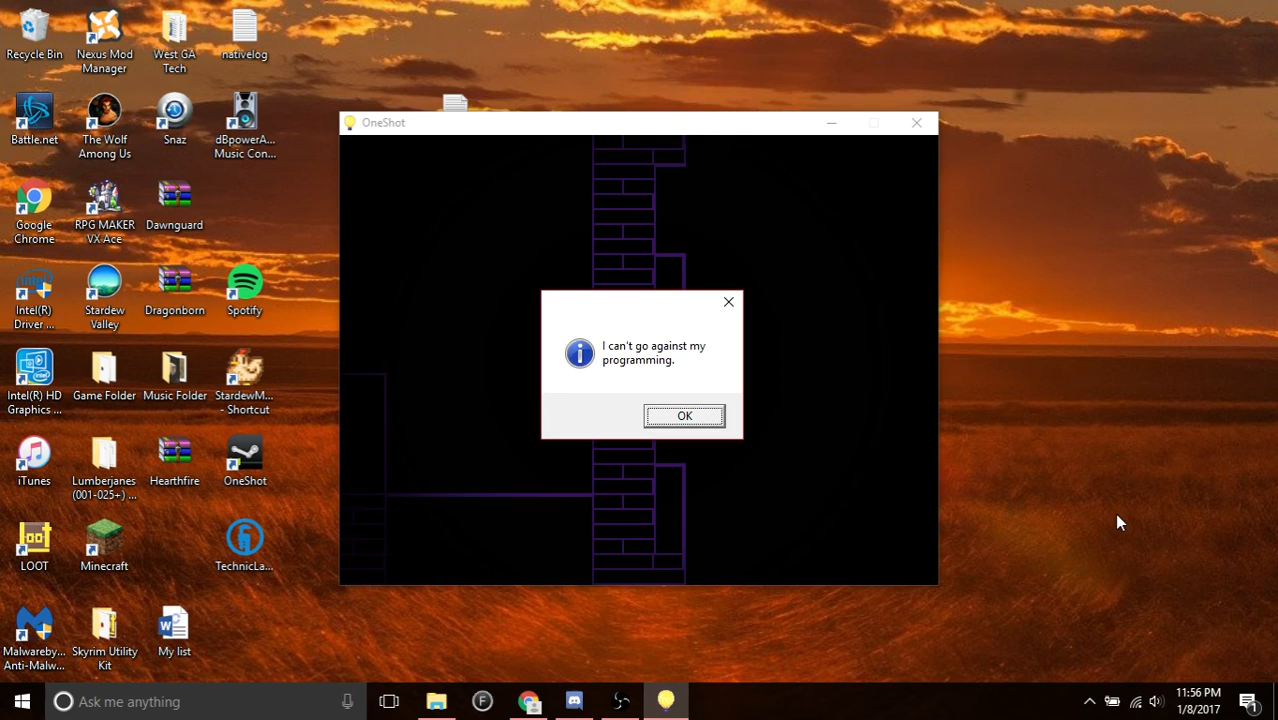 Recycle Bin
Nexus Mod
Manager
West GA
Tech
nativelog
Battle.net
The Wolf
Among Us
Snaz
dBpowerA...
Music Con...
Google
Chrome
RPG MAKER
VX Ace
Dawnguard
Intel(R)
Driver ...
Stardew
Valley
Dragonborn
Spotify
Intel(R) HD
Graphics ...
Game Folder
Music Folder
StardewM...
- Shortcut
iTunes
Lumberjanes
(001-025+) ...
Hearthfire
OneShot
LOOT
Minecraft
TechnicLa...
Malwareby...
Anti-Malw...
Skyrim Utility
Kit
My list
OneShot
I can't go against my
programming.
OK
Ask me anything
11:56 PM
1/8/2017
1